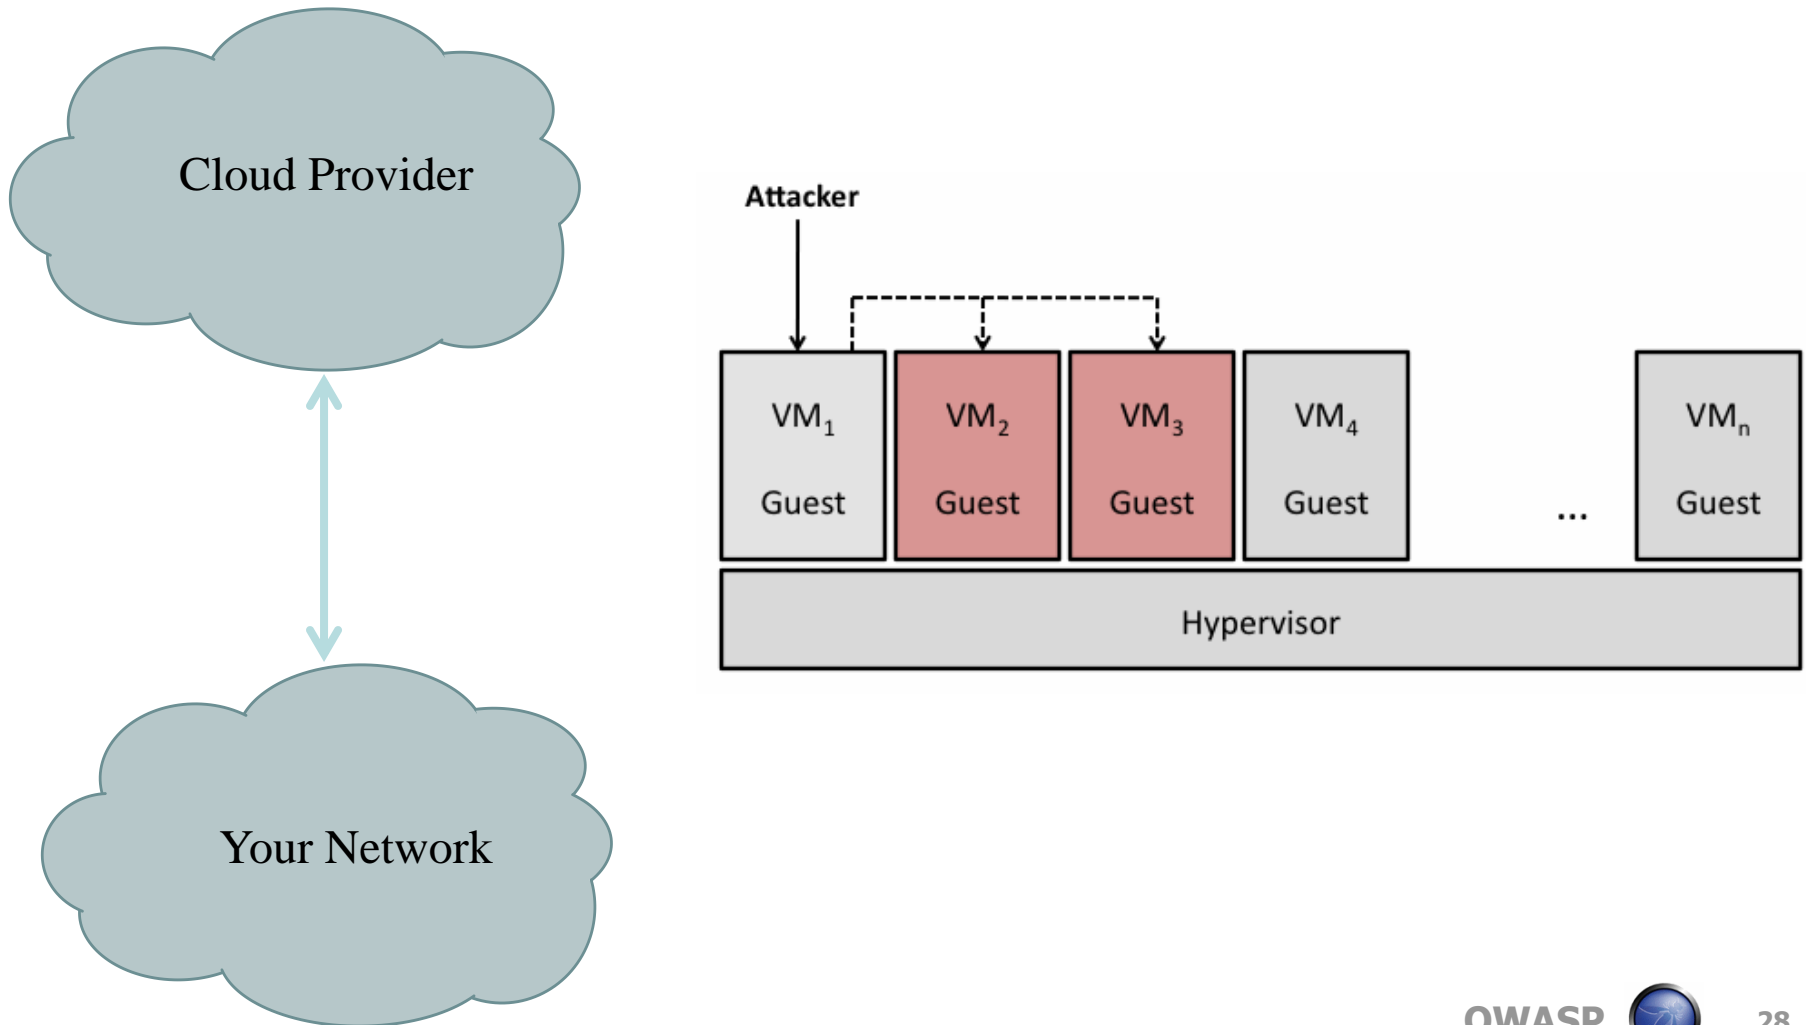 Cloud Provider
Your Network
Attacker
VM1
Guest
VM2
Guest
VM3
Guest
VM4
Guest
...
VMn
Guest
Hypervisor
OWASP
28